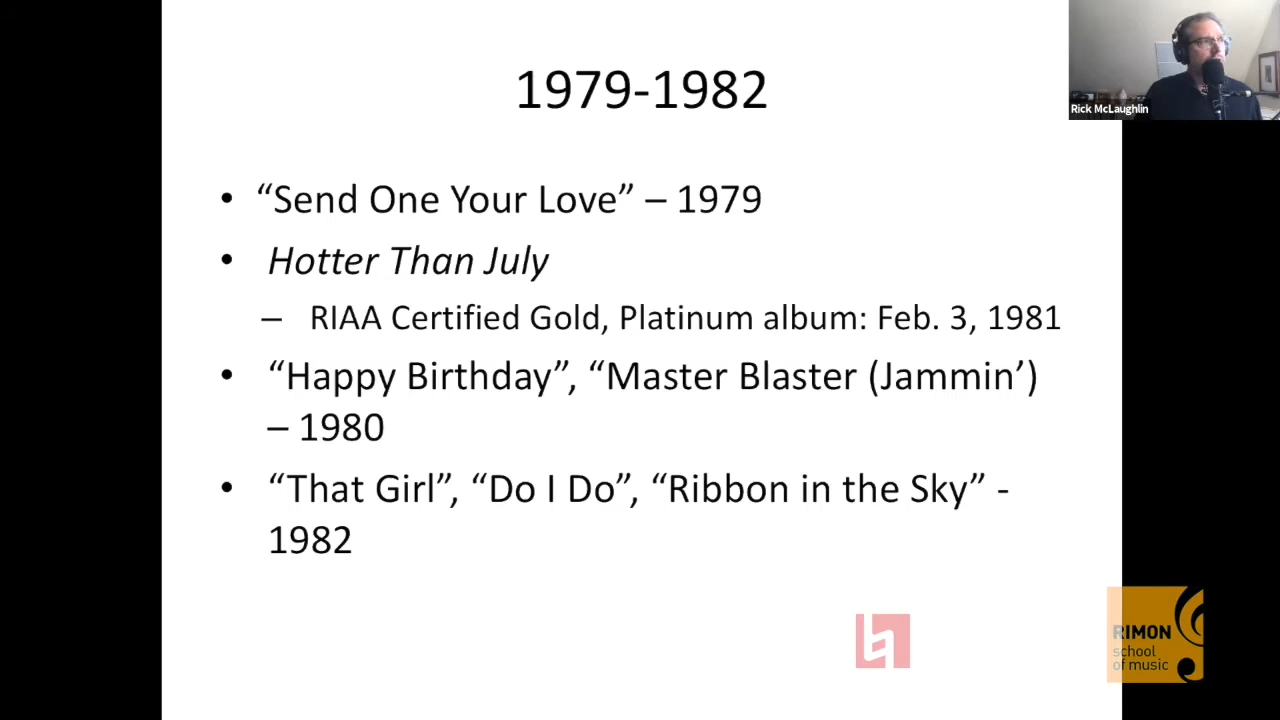 1979-1982
Rick McLaughlin
• “Send One Your Love” – 1979
• Hotter Than July
– RIAA Certified Gold, Platinum album: Feb. 3, 1981
• “Happy Birthday”, “Master Blaster (Jammin’)
– 1980
• “That Girl”, “Do I Do”, “Ribbon in the Sky” -
1982
RIMON
school
of music